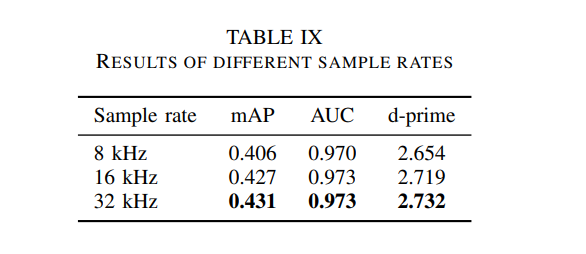 TABLE IX
RESULTS OF DIFFERENT SAMPLE RATES
Sample rate mAP AUC d-prime
8 kHz 0.406 0.970 2.654
16 kHz 0.427 0.973 2.719
32 kHz 0.431 0.973 2.732